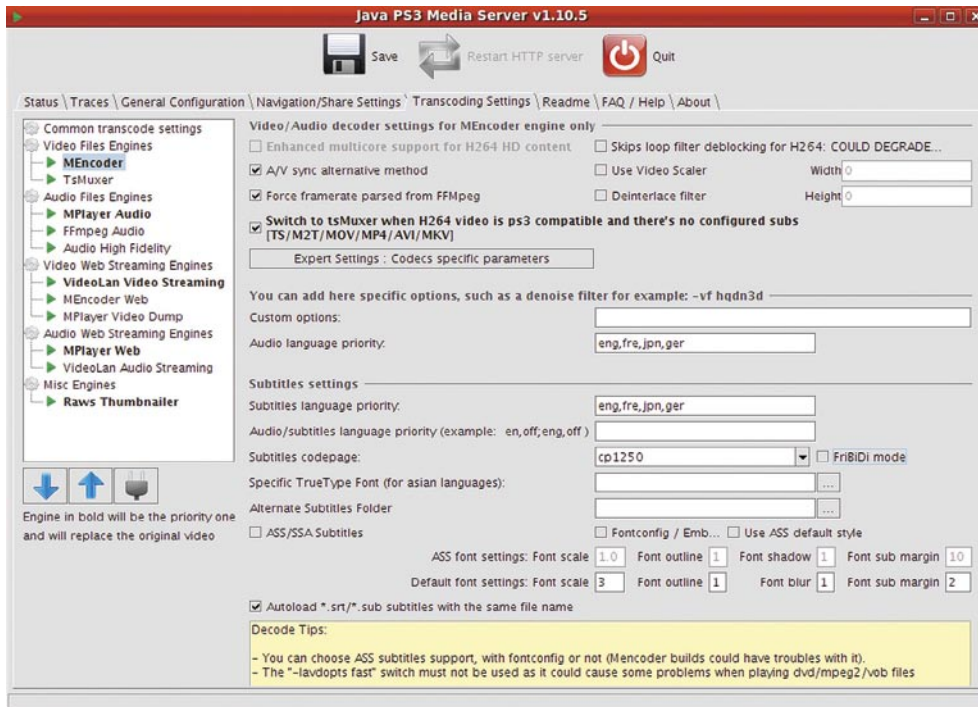 Java PS3 Media Server v1.10.5
Save
Restart HTTP server
Quit
Status
Traces
General Configuration
Navigation/Share Settings
Transcoding Settings
Readme
FAQ / Help
About
Common transcode settings
Video Files Engines
MEncoder
TsMuxer
Audio Files Engines
MPlayer Audio
FFmpeg Audio
Audio High Fidelity
Video Web Streaming Engines
VideoLan Video Streaming
MEncoder Web
MPlayer Video Dump
Audio Web Streaming Engines
MPlayer Web
VideoLan Audio Streaming
Misc Engines
Raws Thumbnailer
Engine in bold will be the priority one
and will replace the original video
Video/Audio decoder settings for MEncoder engine only
Enhanced multicore support for H264 HD content
Skips loop filter deblocking for H264: COULD DEGRADE...
A/V sync alternative method
Use Video Scaler
Width 0
Force framerate parsed from FFMpeg
Deinterlace filter
Height 0
Switch to tsMuxer when H264 video is ps3 compatible and there's no configured subs
[TS/M2T/MOV/MP4/AVI/MKV]
Expert Settings : Codecs specific parameters
You can add here specific options, such as a denoise filter for example: -vf hqdn3d
Custom options:
Audio language priority: eng,fre,jpn,ger
Subtitles settings
Subtitles language priority: eng,fre,jpn,ger
Audio/subtitles language priority (example: en,off;eng,off )
Subtitles codepage: cp1250 FriBiDi mode
Specific TrueType Font (for asian languages): ...
Alternate Subtitles Folder ...
ASS/SSA Subtitles
Fontconfig / Emb...
Use ASS default style
ASS font settings: Font scale 1.0 Font outline 1 Font shadow 1 Font sub margin 10
Default font settings: Font scale 3 Font outline 1 Font blur 1 Font sub margin 2
Autoload *.srt/*.sub subtitles with the same file name
Decode Tips:
- You can choose ASS subtitles support, with fontconfig or not (Mencoder builds could have troubles with it).
- The "-lavdopts fast" switch must not be used as it could cause some problems when playing dvd/mpeg2/vob files